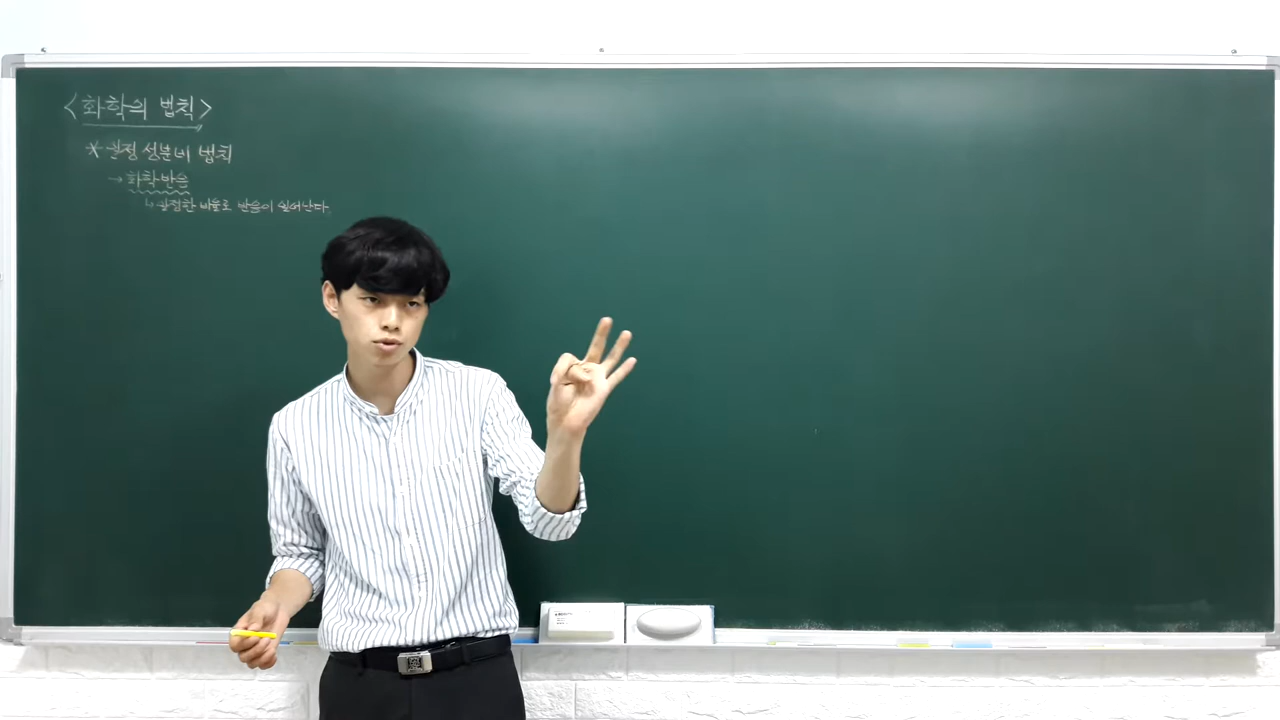 <화학의 법칙>
* 일정 성분비 법칙
→ 화학반응
↳ 일정한 비율로 반응이 일어난다.